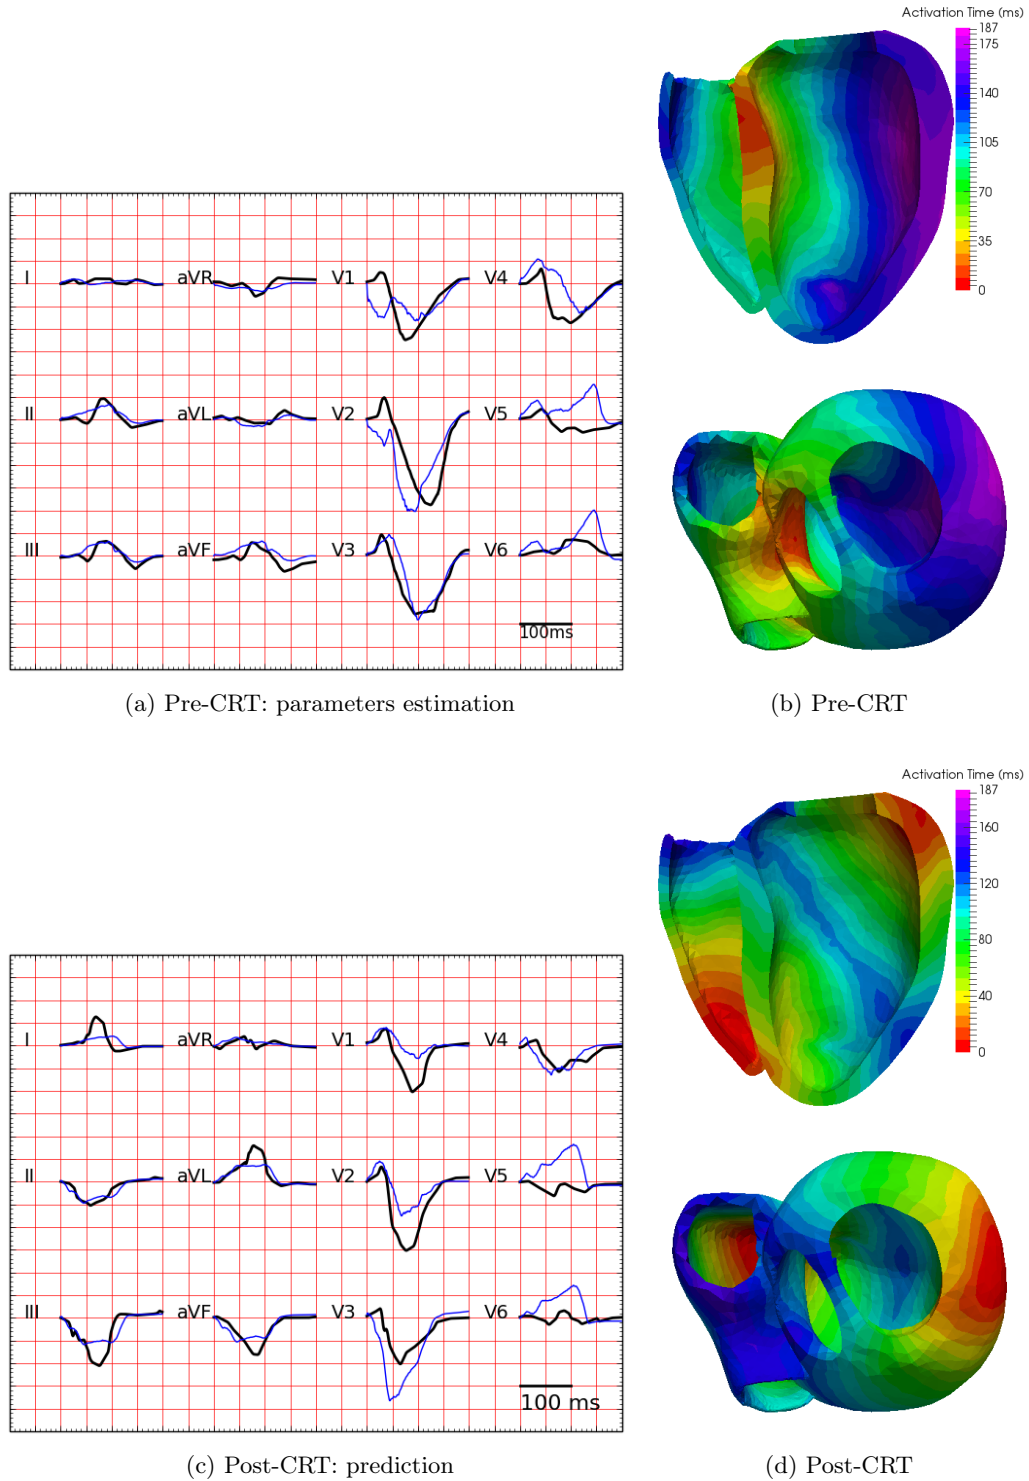 Activation Time (ms)
187
175
140
105
70
35
0
I aVR V1 V4
II aVL V2 V5
III aVF V3 V6
100ms
(a) Pre-CRT: parameters estimation
(b) Pre-CRT
Activation Time (ms)
187
160
120
80
40
0
I aVR V1 V4
II aVL V2 V5
III aVF V3 V6
100 ms
(c) Post-CRT: prediction
(d) Post-CRT